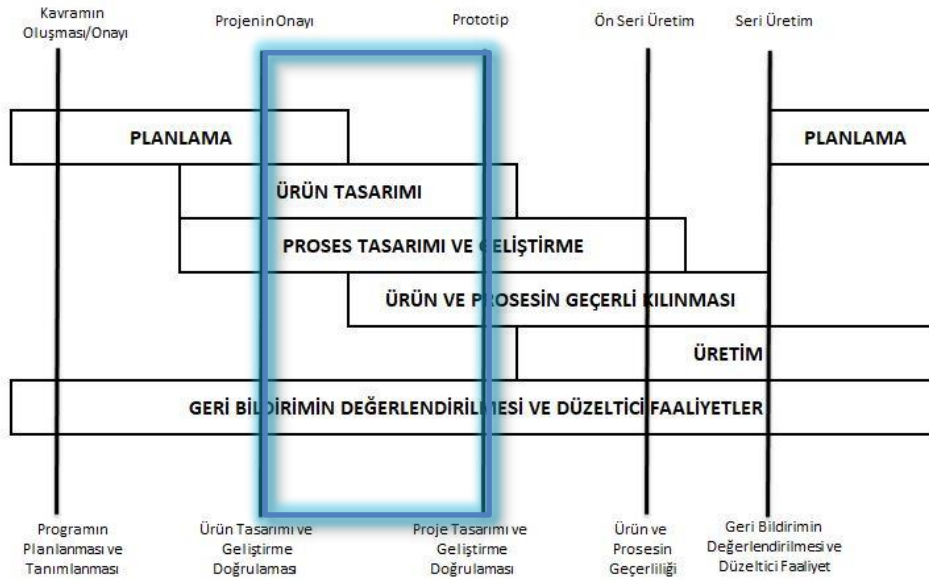 Kavramın
Oluşması/Onayı
Projenin Onayı
Prototip
Ön Seri Üretim
Seri Üretim
PLANLAMA
PLANLAMA
ÜRÜN TASARIMI
PROSES TASARIMI VE GELİŞTİRME
ÜRÜN VE PROSESİN GEÇERLİ KILINMASI
ÜRETİM
GERİ BİLDİRİMİN DEĞERLENDİRİLMESİ VE DÜZELTİCİ FAALİYETLER
Programın
Planlanması ve
Tanımlanması
Ürün Tasarımı ve
Geliştirme
Doğrulaması
Proje Tasarımı ve
Geliştirme
Doğrulaması
Ürün ve
Prosesin
Geçerliliği
Geri Bildirimin
Değerlendirilmesi ve
Düzeltici Faaliyet